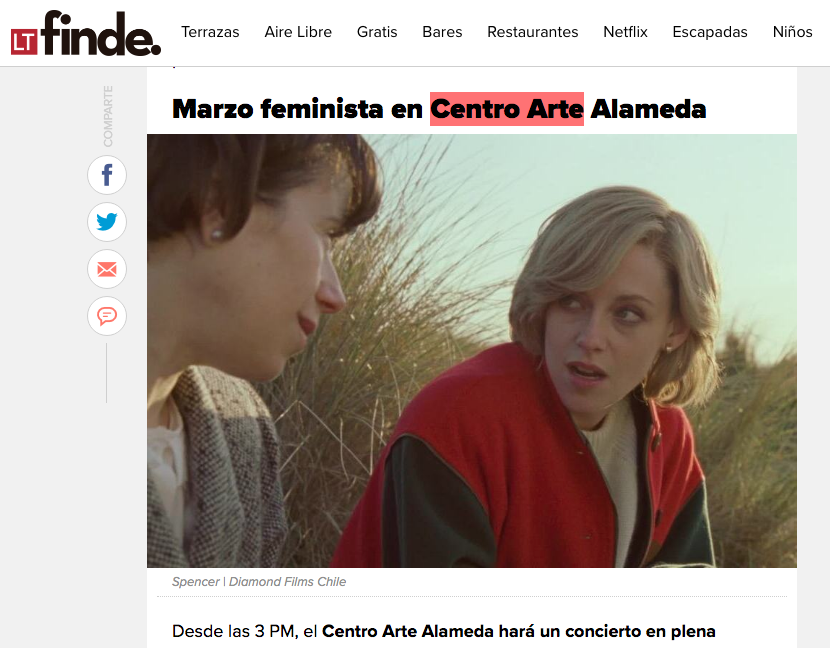 LT finde.
Terrazas Aire Libre Gratis Bares Restaurantes Netflix Escapadas Niños
COMPARTE
Marzo feminista en Centro Arte Alameda
Spencer | Diamond Films Chile
Desde las 3 PM, el Centro Arte Alameda hará un concierto en plena